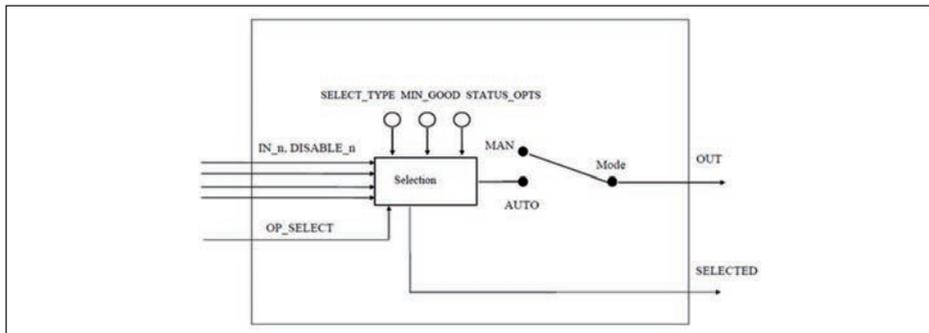 SELECT_TYPE MIN_GOOD STATUS_OPTS
IN_n. DISABLE_n
MAN
Mode
OUT
Selection
AUTO
OP_SELECT
SELECTED